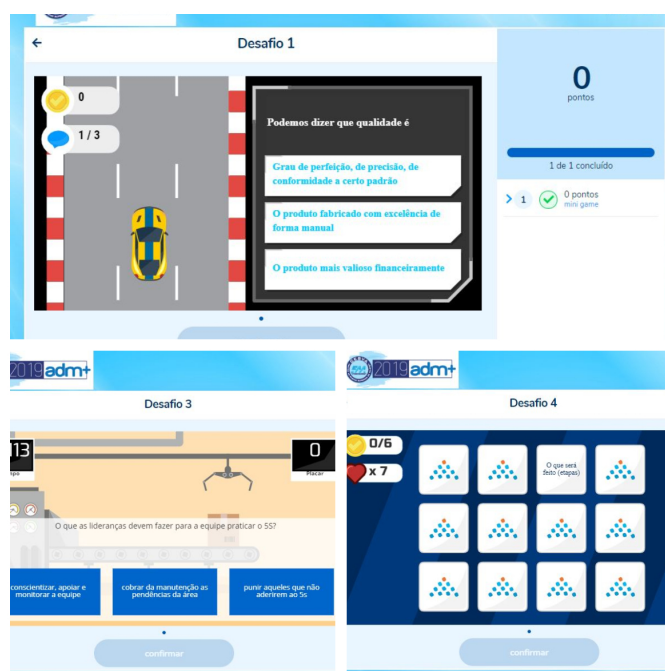 Desafio 1
0
1 / 3
Podemos dizer que qualidade é
Grau de perfeição, de precisão, de
conformidade a certo padrão
O produto fabricado com excelência de
forma manual
O produto mais valioso financeiramente
0
pontos
1 de 1 concluído
1
0 pontos
mini game
2019 adm+
Desafio 3
13
0
Placar
O que as lideranças devem fazer para a equipe praticar o 5S?
conscientizar, apoiar e
monitorar a equipe
cobrar da manutenção as
pendências da área
punir aqueles que não
aderirem ao 5s
confirmar
2019 adm+
Desafio 4
0/6
x 7
O que será
feito (etapas)
confirmar